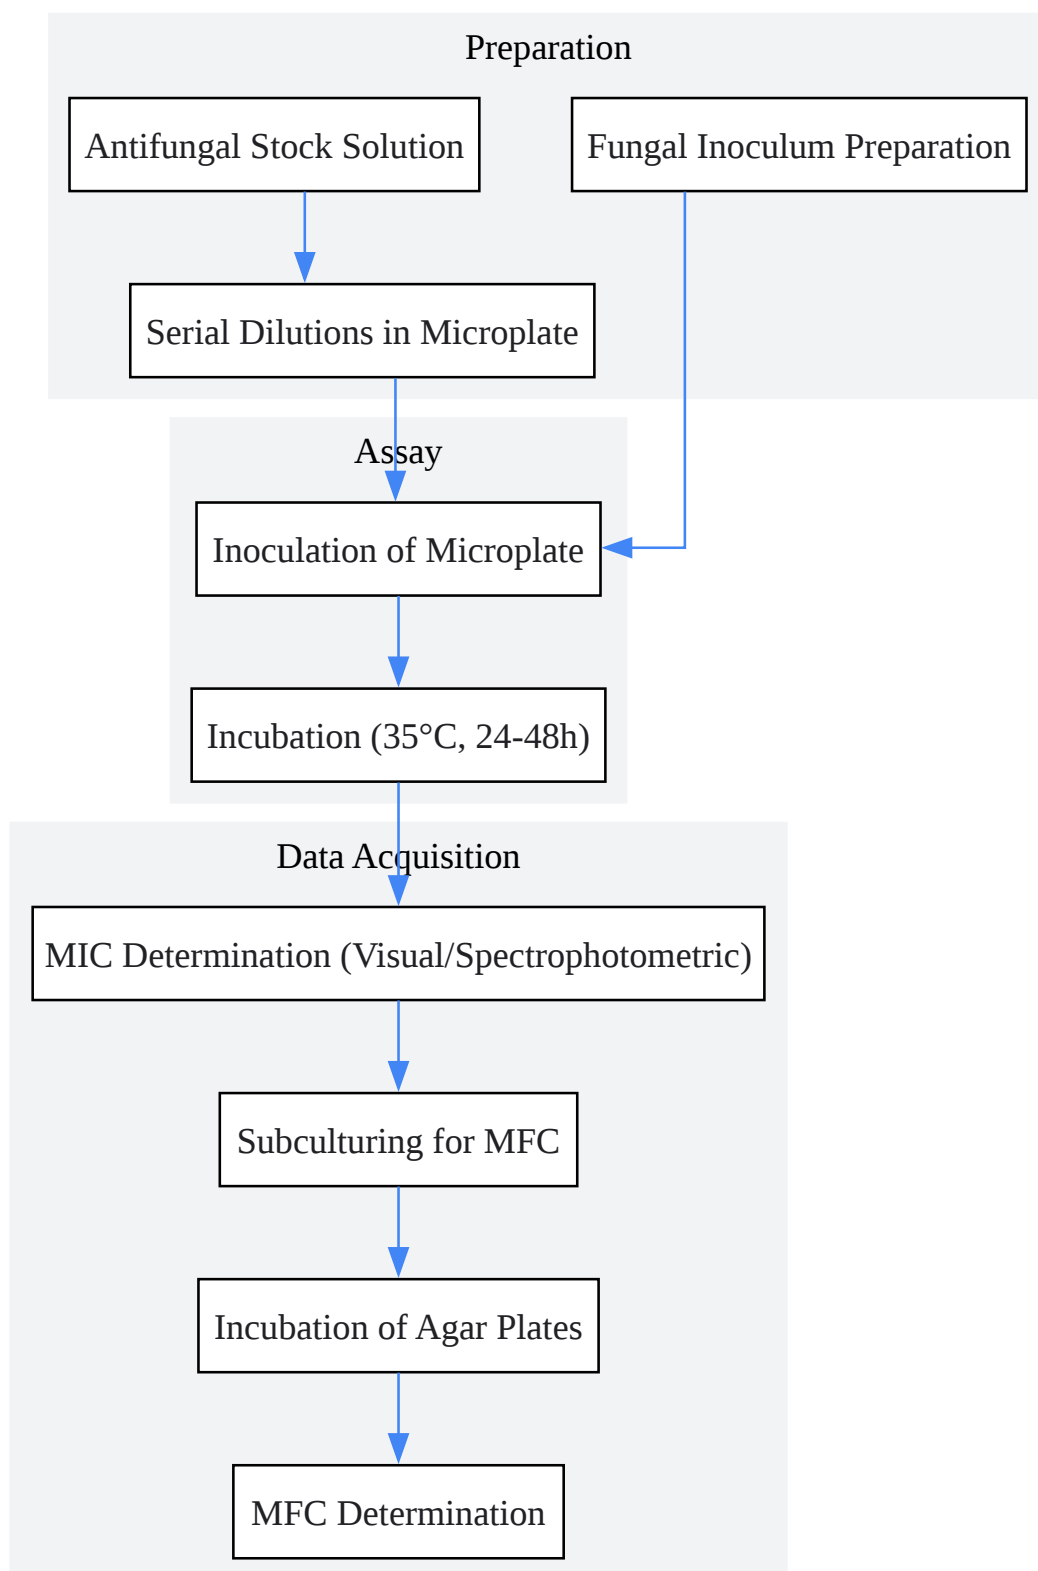 Preparation
Antifungal Stock Solution
Fungal Inoculum Preparation
Serial Dilutions in Microplate
Assay
Inoculation of Microplate
Incubation (35°C, 24-48h)
Data Acquisition
MIC Determination (Visual/Spectrophotometric)
Subculturing for MFC
Incubation of Agar Plates
MFC Determination